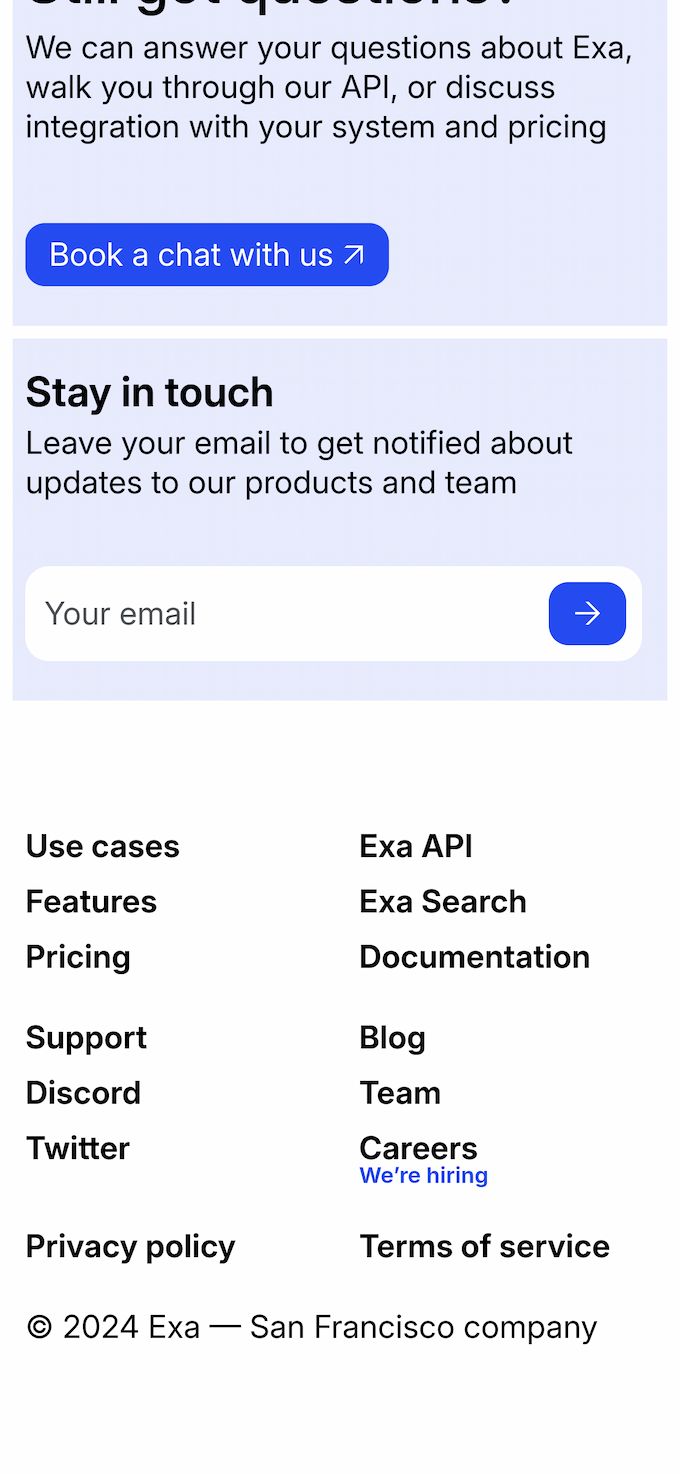 Still got questions?
We can answer your questions about Exa,
walk you through our API, or discuss
integration with your system and pricing
Book a chat with us ↗
Stay in touch
Leave your email to get notified about
updates to our products and team
Your email →
Use cases
Features
Pricing
Exa API
Exa Search
Documentation
Support
Discord
Twitter
Blog
Team
Careers
We’re hiring
Privacy policy
Terms of service
© 2024 Exa — San Francisco company